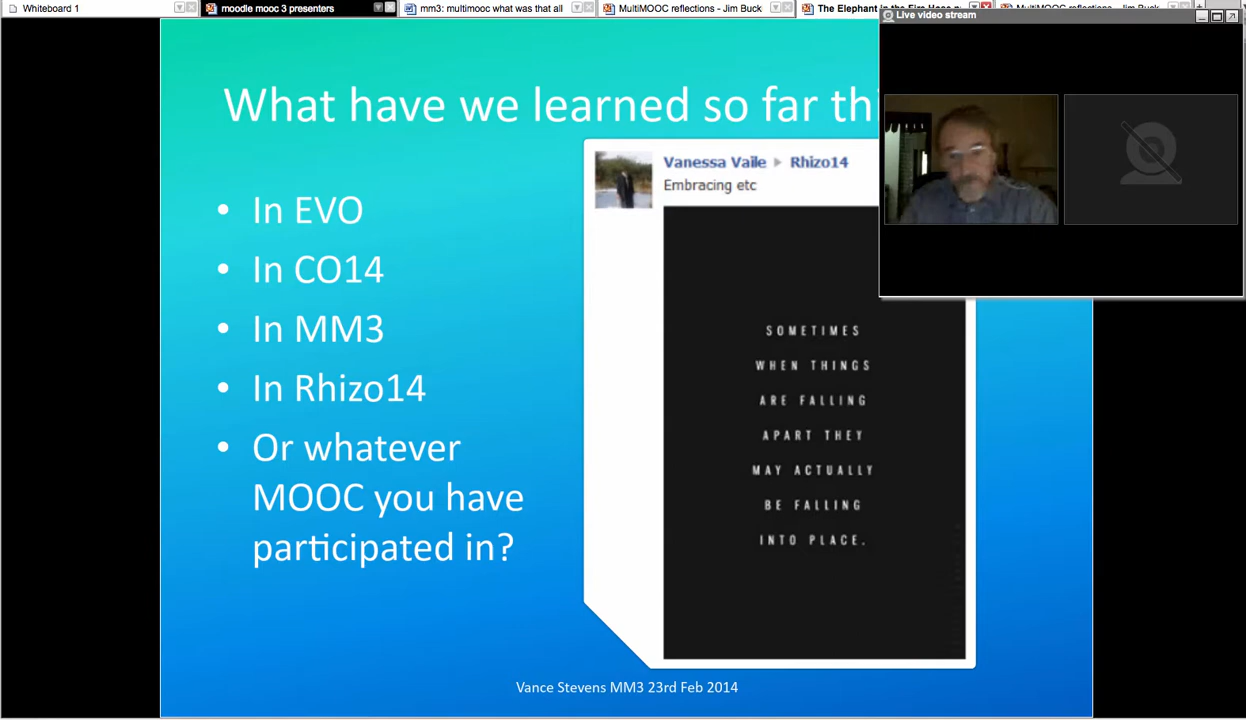 Whiteboard 1
moodle mooc 3 presenters
mm3: multimooc what was that all
MultiMOOC reflections - Jim Buck
The Elephant in the Fire Hose
MultiMOOC reflections - Jim Buck
Live video stream
What have we learned so far thi
Vanessa Vaile ▸ Rhizo14
Embracing etc
• In EVO
• In CO14
• In MM3
• In Rhizo14
• Or whatever
MOOC you have
participated in?
SOMETIMES
WHEN THINGS
ARE FALLING
APART THEY
MAY ACTUALLY
BE FALLING
INTO PLACE.
Vance Stevens MM3 23rd Feb 2014